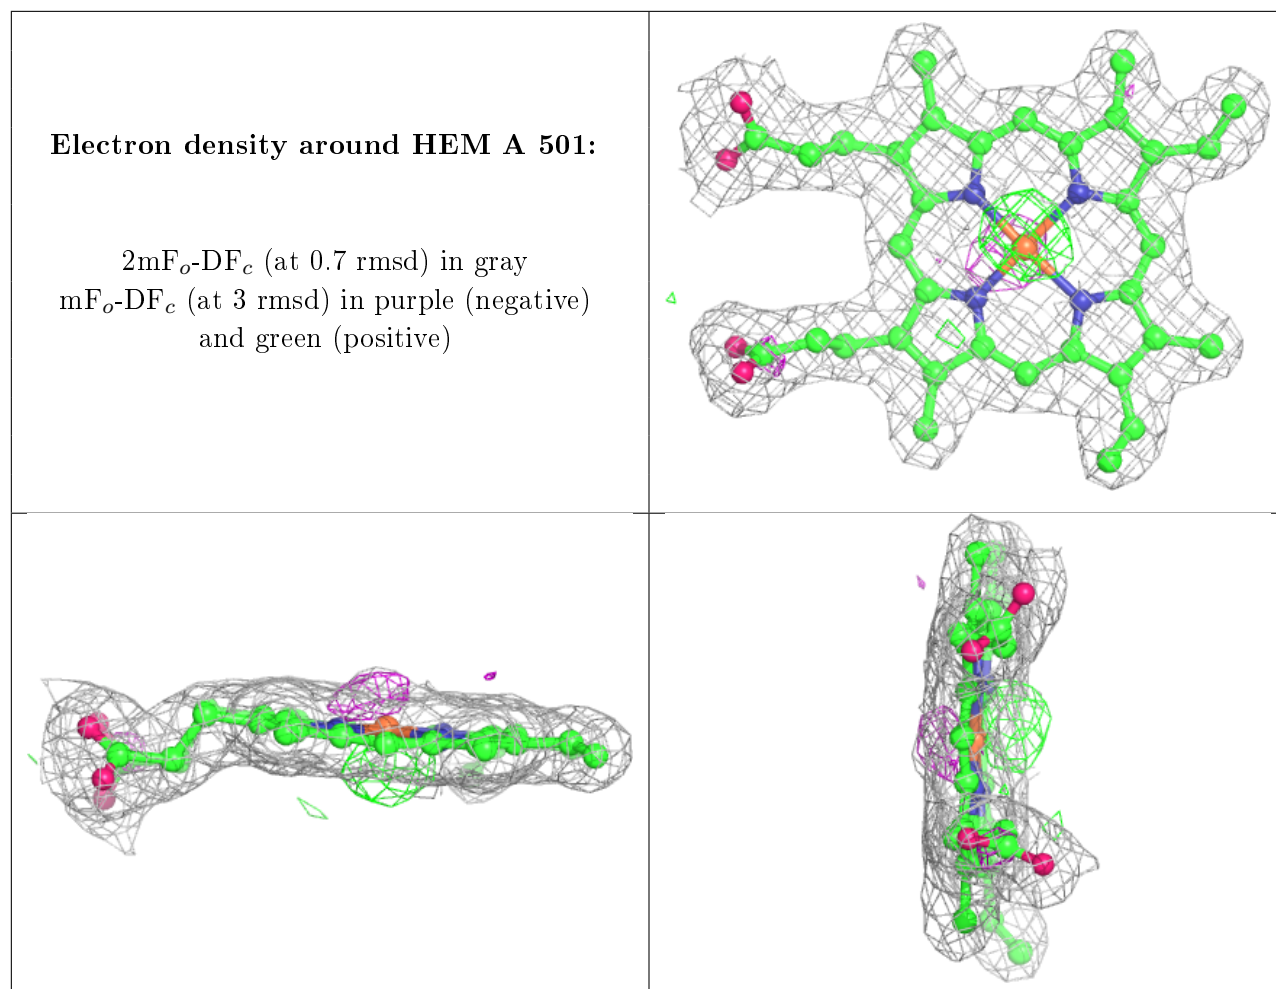 Electron density around HEM A 501:
2mFo-DFc (at 0.7 rmsd) in gray
mFo-DFc (at 3 rmsd) in purple (negative)
and green (positive)